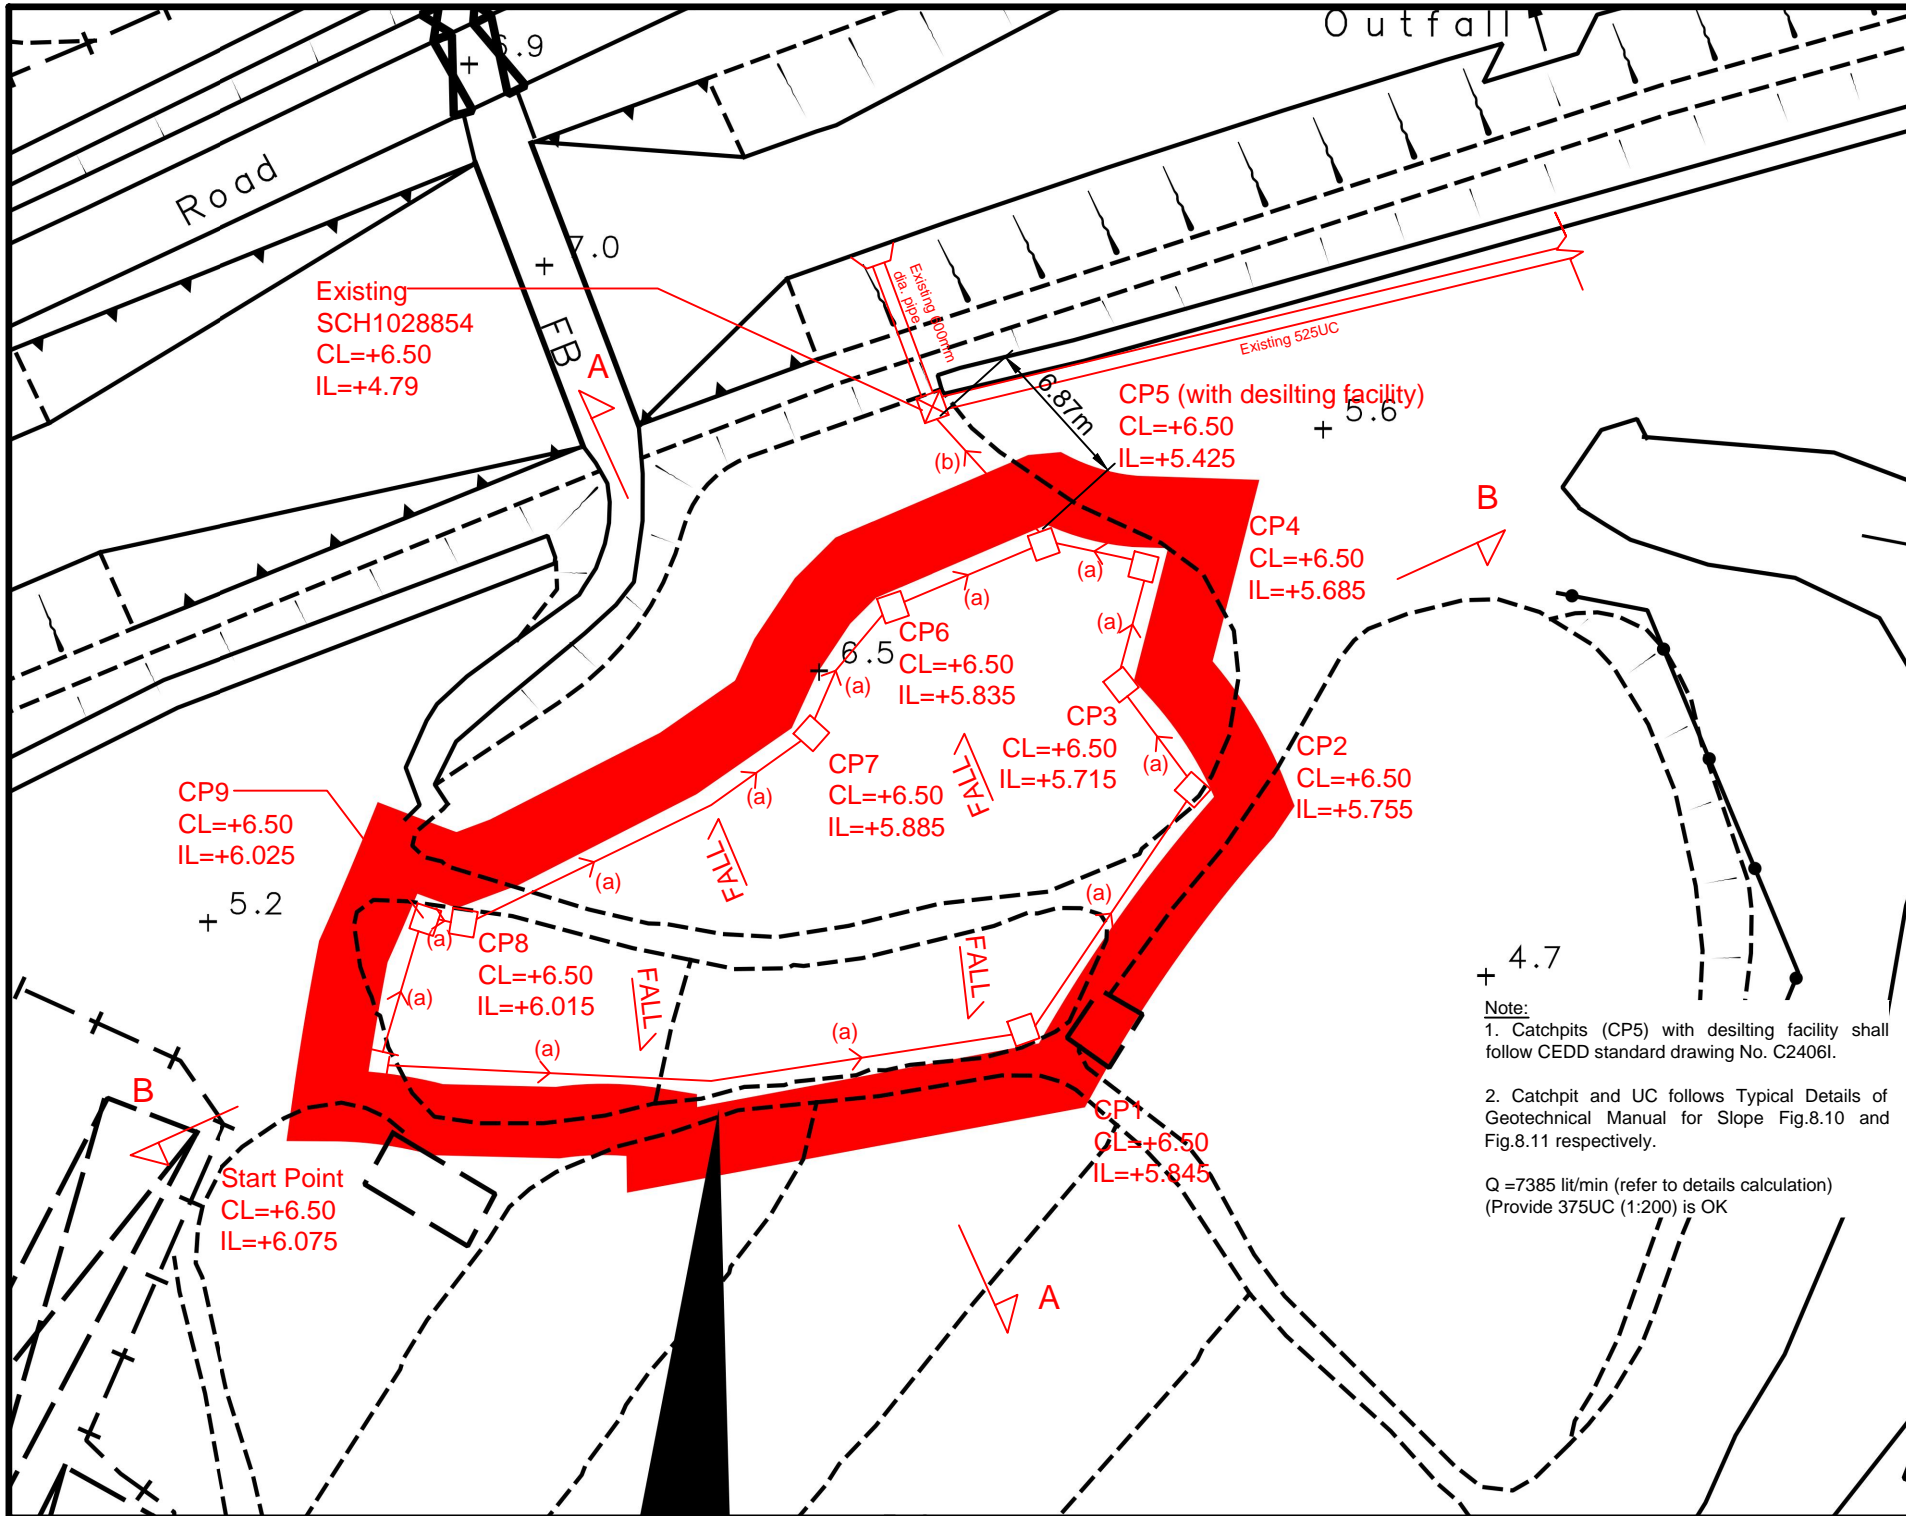 Outfall
6.9
Road
7.0
FB
Existing
SCH1028854
CL=+6.50
IL=+4.79
A
Existing 600mm
dia. pipe
Existing 525UC
6.87m
CP5 (with desilting facility)
CL=+6.50
IL=+5.425
5.6
(b)
B
CP4
CL=+6.50
IL=+5.685
(a)
(a)
(a)
CP6
CL=+6.50
IL=+5.835
6.5
(a)
CP3
CL=+6.50
IL=+5.715
(a)
CP2
CL=+6.50
IL=+5.755
CP7
CL=+6.50
IL=+5.885
(a)
FALL
FALL
CP9
CL=+6.50
IL=+6.025
5.2
(a)
(a)
(a)
CP8
CL=+6.50
IL=+6.015
FALL
FALL
4.7
(a)
(a)
(a)
Note:
1. Catchpits (CP5) with desilting facility shall
follow CEDD standard drawing No. C2406I.
2. Catchpit and UC follows Typical Details of
Geotechnical Manual for Slope Fig.8.10 and
Fig.8.11 respectively.
Q =7385 lit/min (refer to details calculation)
(Provide 375UC (1:200) is OK
B
CP1
CL=+6.50
IL=+5.845
Start Point
CL=+6.50
IL=+6.075
A